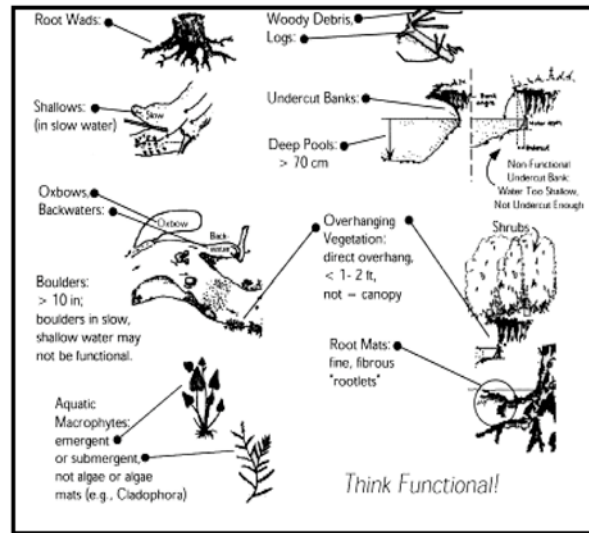 Root Wads:
Woody Debris,
Logs:
Shallows:
(in slow water)
Slow
Undercut Banks:
Bank
angle
Deep Pools:
> 70 cm
Non-Functional
Undercut Bank:
Water Too Shallow,
Not Undercut Enough
Oxbows,
Backwaters:
Oxbow
Back-
water
Boulders:
> 10 in;
boulders in slow,
shallow water may
not be functional.
Overhanging
Vegetation:
direct overhang,
< 1- 2 ft,
not = canopy
Shrubs
Root Mats:
fine, fibrous
"rootlets"
Aquatic
Macrophytes:
emergent
or submergent,
not algae or algae
mats (e.g., Cladophora)
Think Functional!